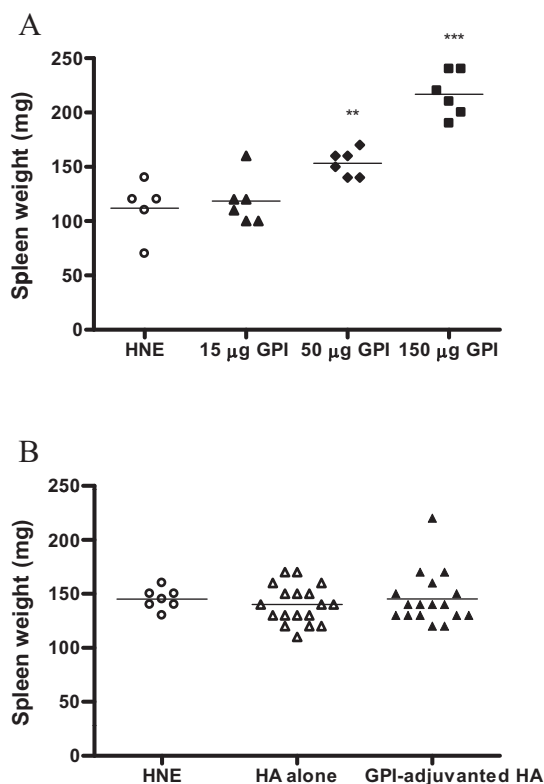 A
***
250
200
**
150
100
50
0
Spleen weight (mg)
HNE 15 μg GPI 50 μg GPI 150 μg GPI
B
250
200
150
100
50
0
Spleen weight (mg)
HNE HA alone GPI-adjuvanted HA